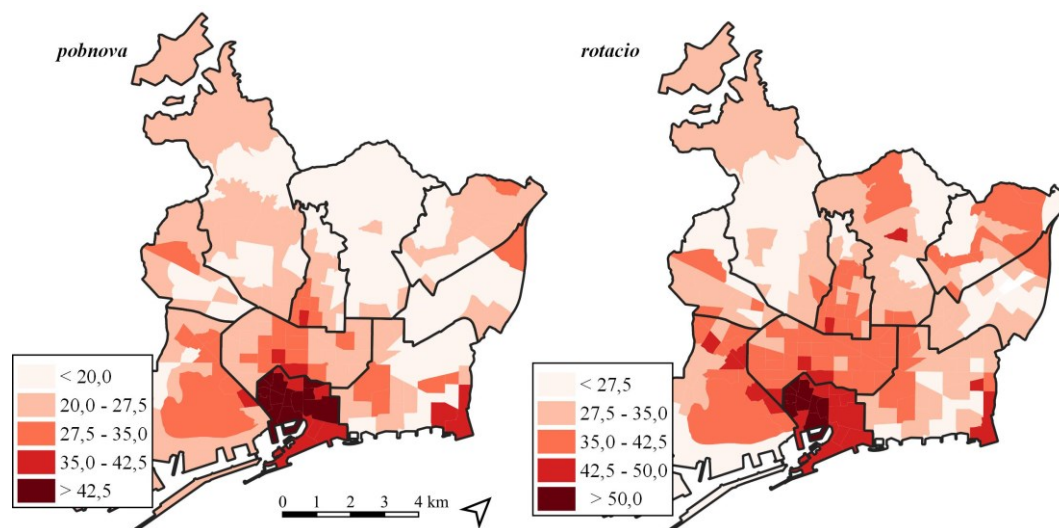 pobnova
rotacio
< 20,0
20,0 - 27,5
27,5 - 35,0
35,0 - 42,5
> 42,5
0 1 2 3 4 km
< 27,5
27,5 - 35,0
35,0 - 42,5
42,5 - 50,0
> 50,0